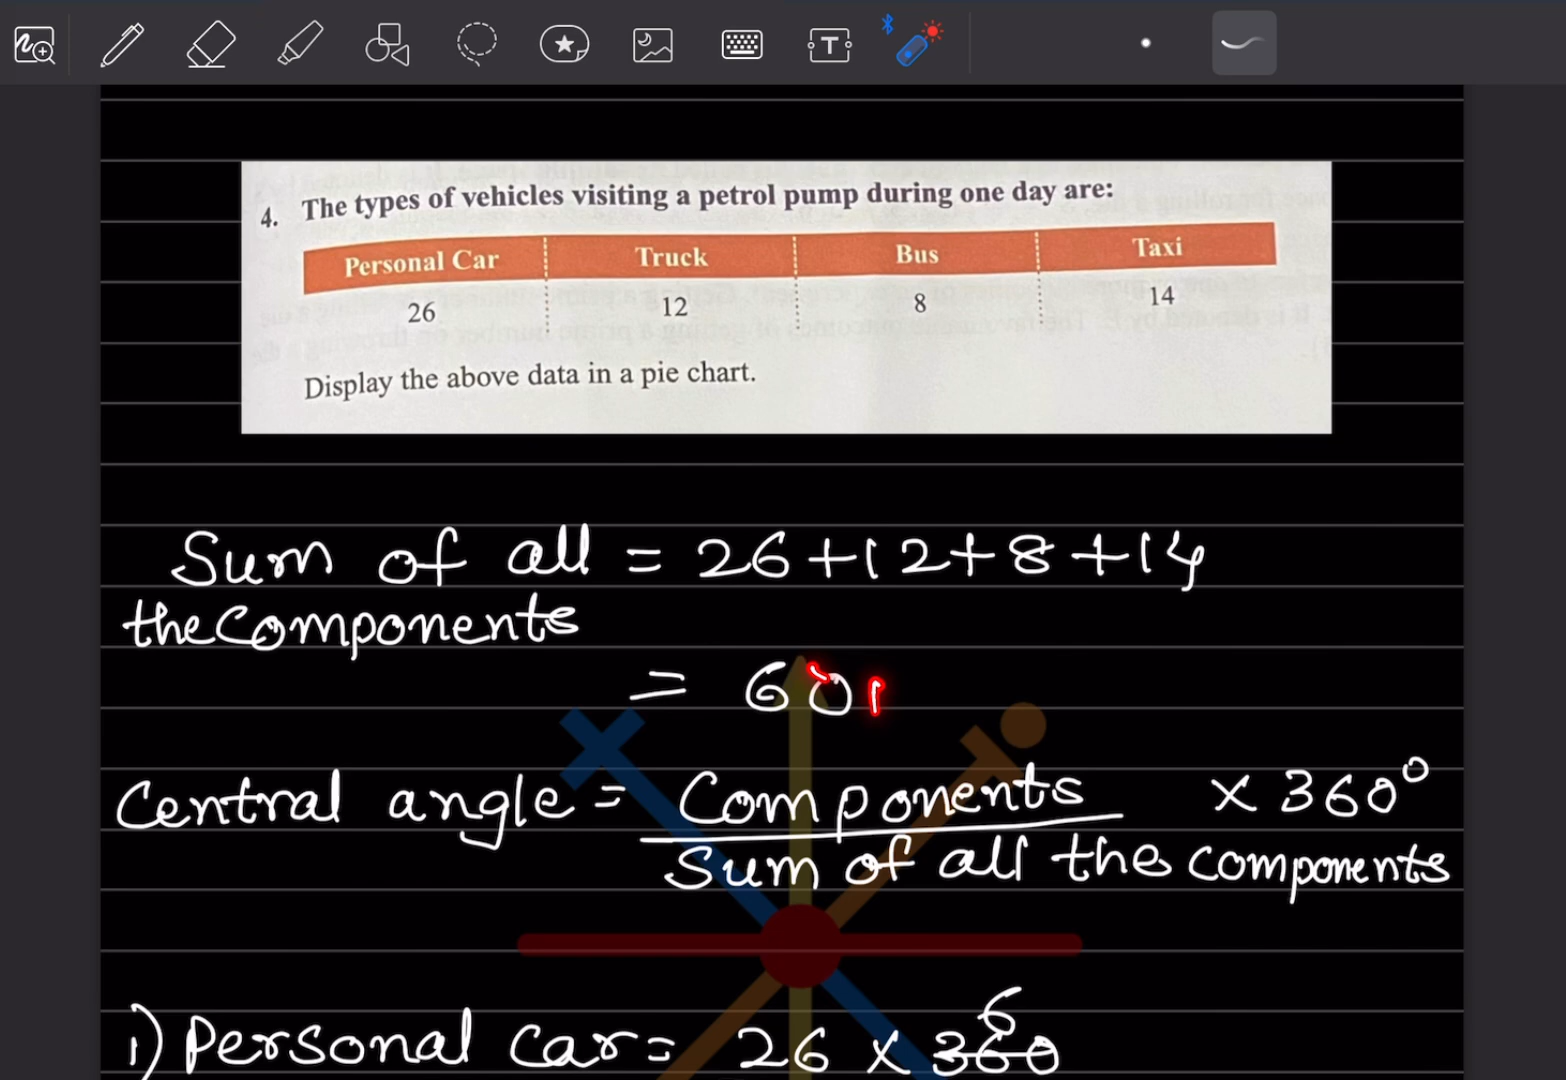 4. The types of vehicles visiting a petrol pump during one day are:
Personal Car Truck Bus Taxi
26 12 8 14
Display the above data in a pie chart.
Sum of all = 26+12+8+14
the components
= 60
Central angle = Components × 360°
Sum of all the components
6
1) Personal car = 26 × 360